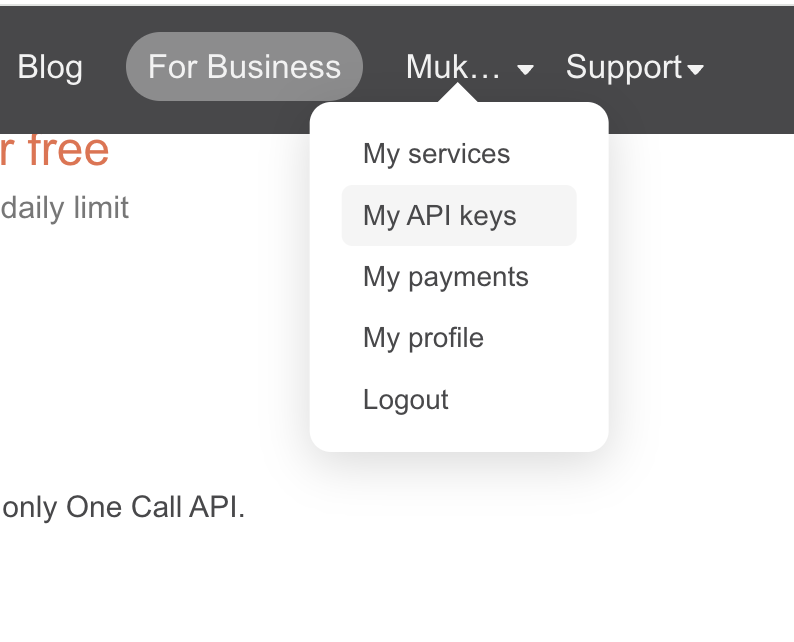 Blog For Business Muk... Support
r free
daily limit
My services
My API keys
My payments
My profile
Logout
only One Call API.